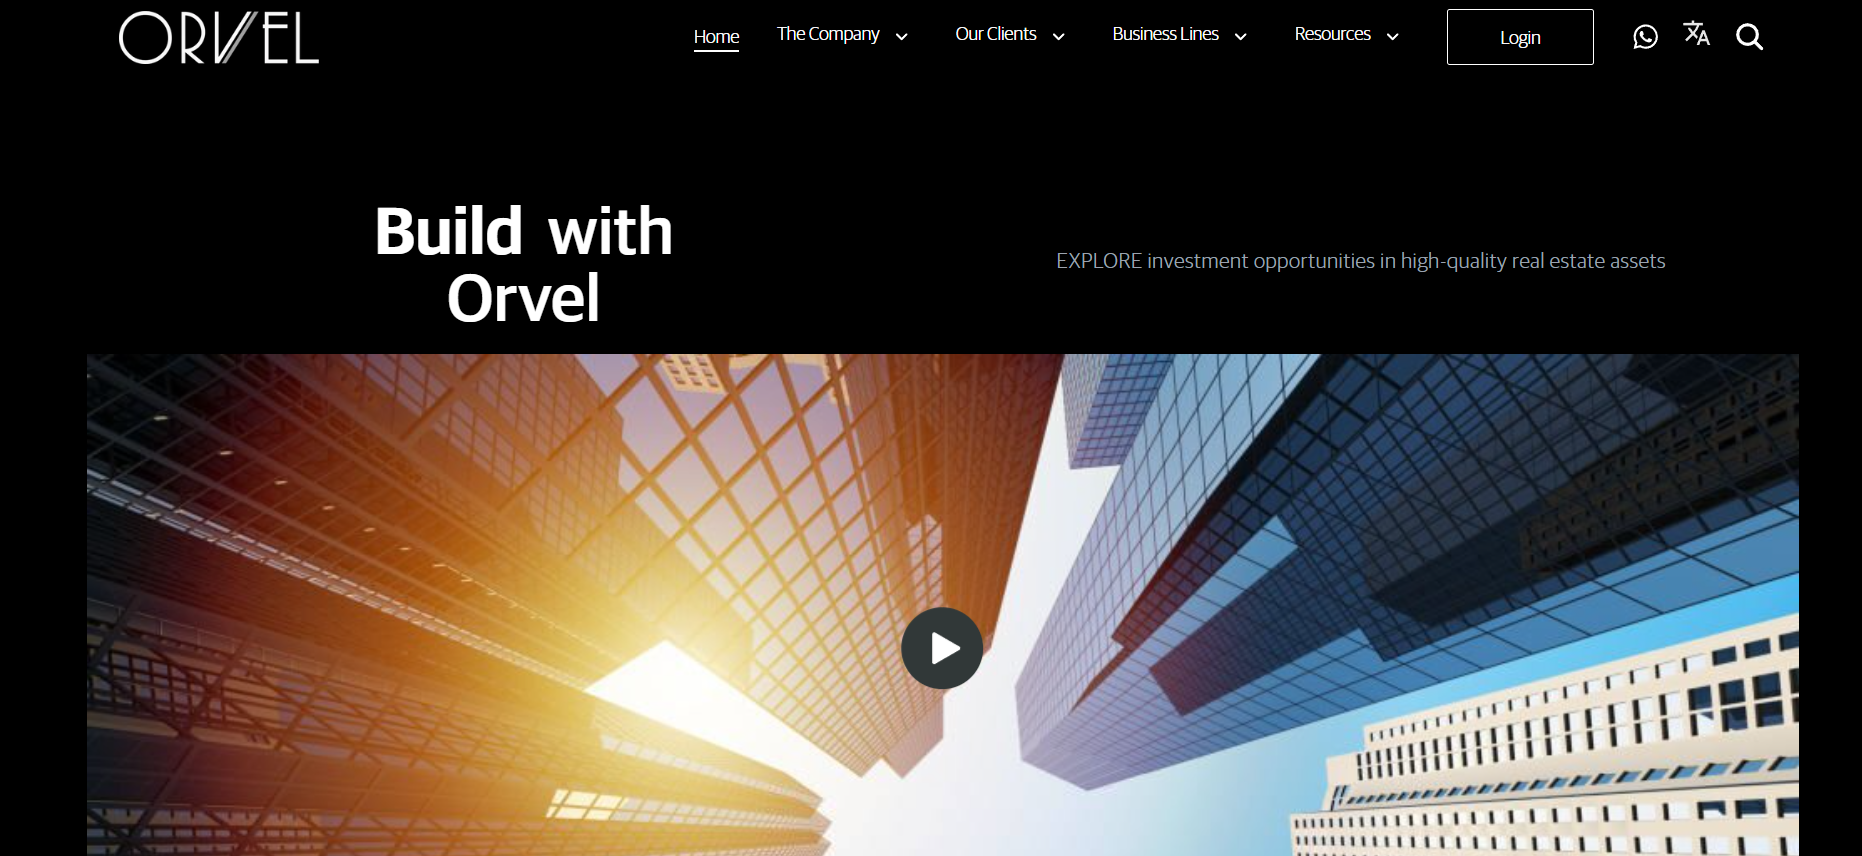 ORVEL
Home
The Company
Our Clients
Business Lines
Resources
Login
Build with
Orvel
EXPLORE investment opportunities in high-quality real estate assets